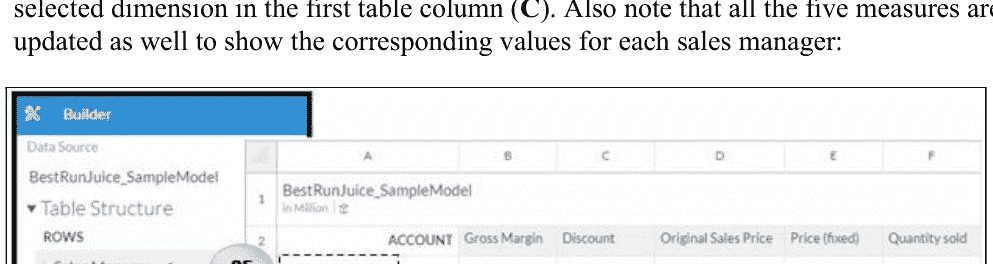 selected dimension in the first table column (C). Also note that all the five measures are
updated as well to show the corresponding values for each sales manager:
Builder
Data Source
BestRunJuice_SampleModel
Table Structure
ROWS
A B C D E F
1 BestRunJuice_SampleModel
in Million
2 ACCOUNT Gross Margin Discount Original Sales Price Price (fixed) Quantity sold